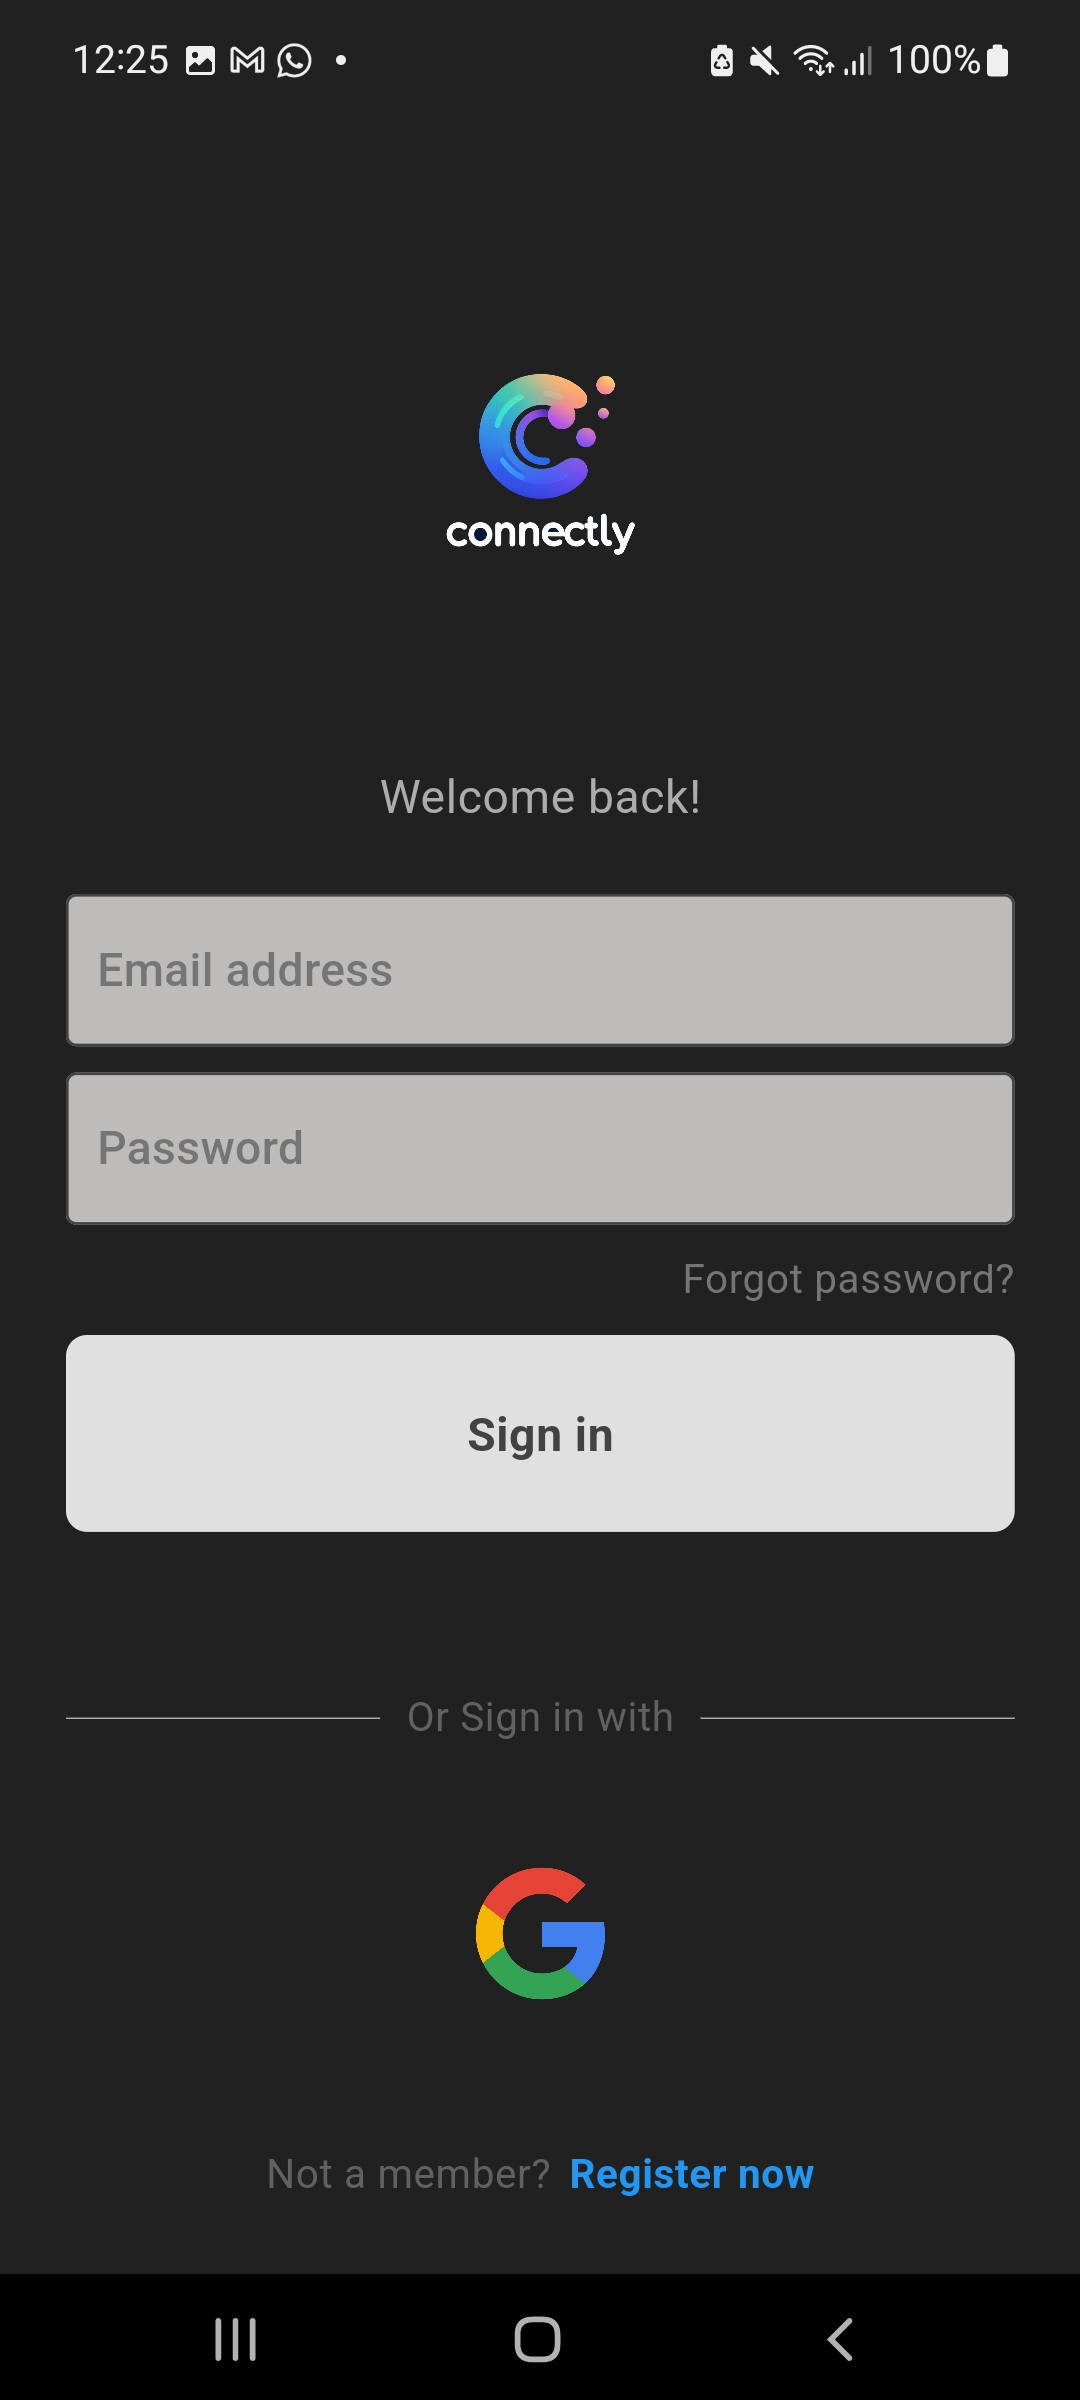 12:25 100%
connectly
Welcome back!
Email address
Password
Forgot password?
Sign in
Or Sign in with
Not a member? Register now